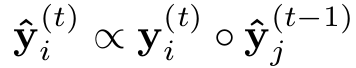 ŷ_i^(t) ∝ y_i^(t) ∘ ŷ_j^(t−1)